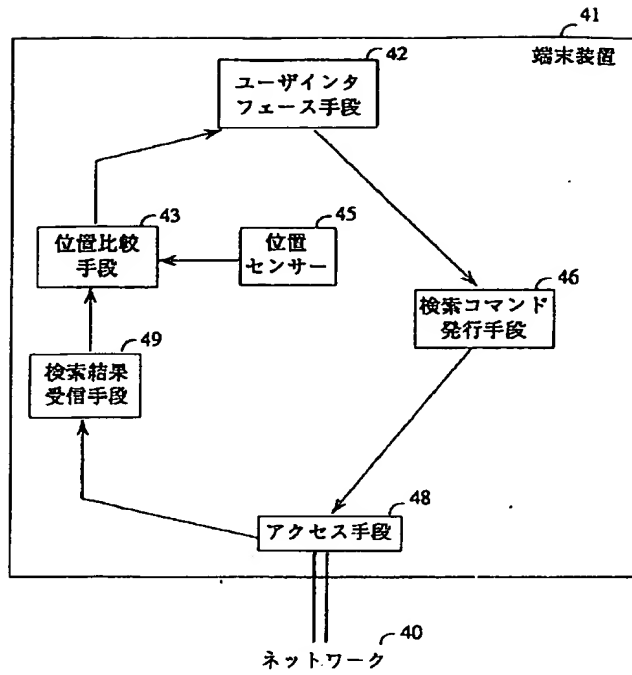 41
端末装置
42
ユーザインタ
フェース手段
43
位置比較
手段
45
位置
センサー
46
検索コマンド
発行手段
49
検索結果
受信手段
48
アクセス手段
40
ネットワーク